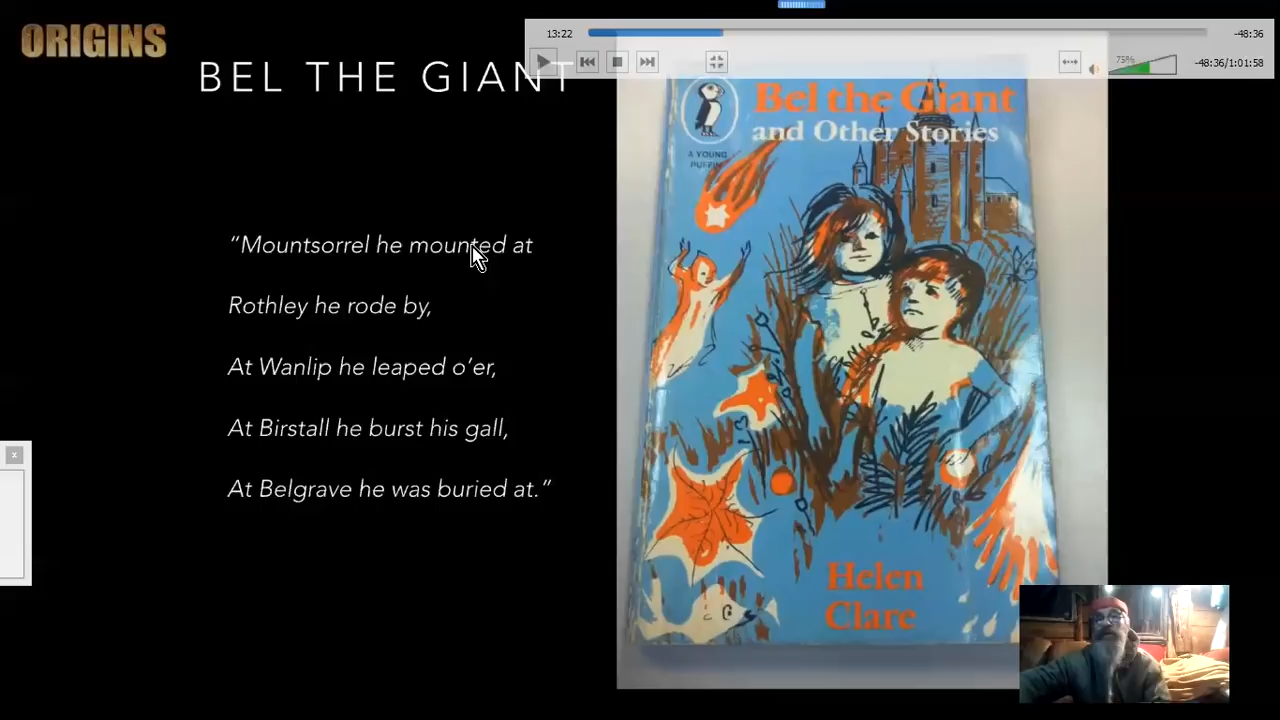 ORIGINS
13:22
-48:36
75%
-48:36/1:01:58
BEL THE GIANT
“Mountsorrel he mounted at
Rothley he rode by,
At Wanlip he leaped o’er,
At Birstall he burst his gall,
At Belgrave he was buried at.”
Bel the Giant
and Other Stories
A YOUNG
PUFFIN
Helen
Clare
x